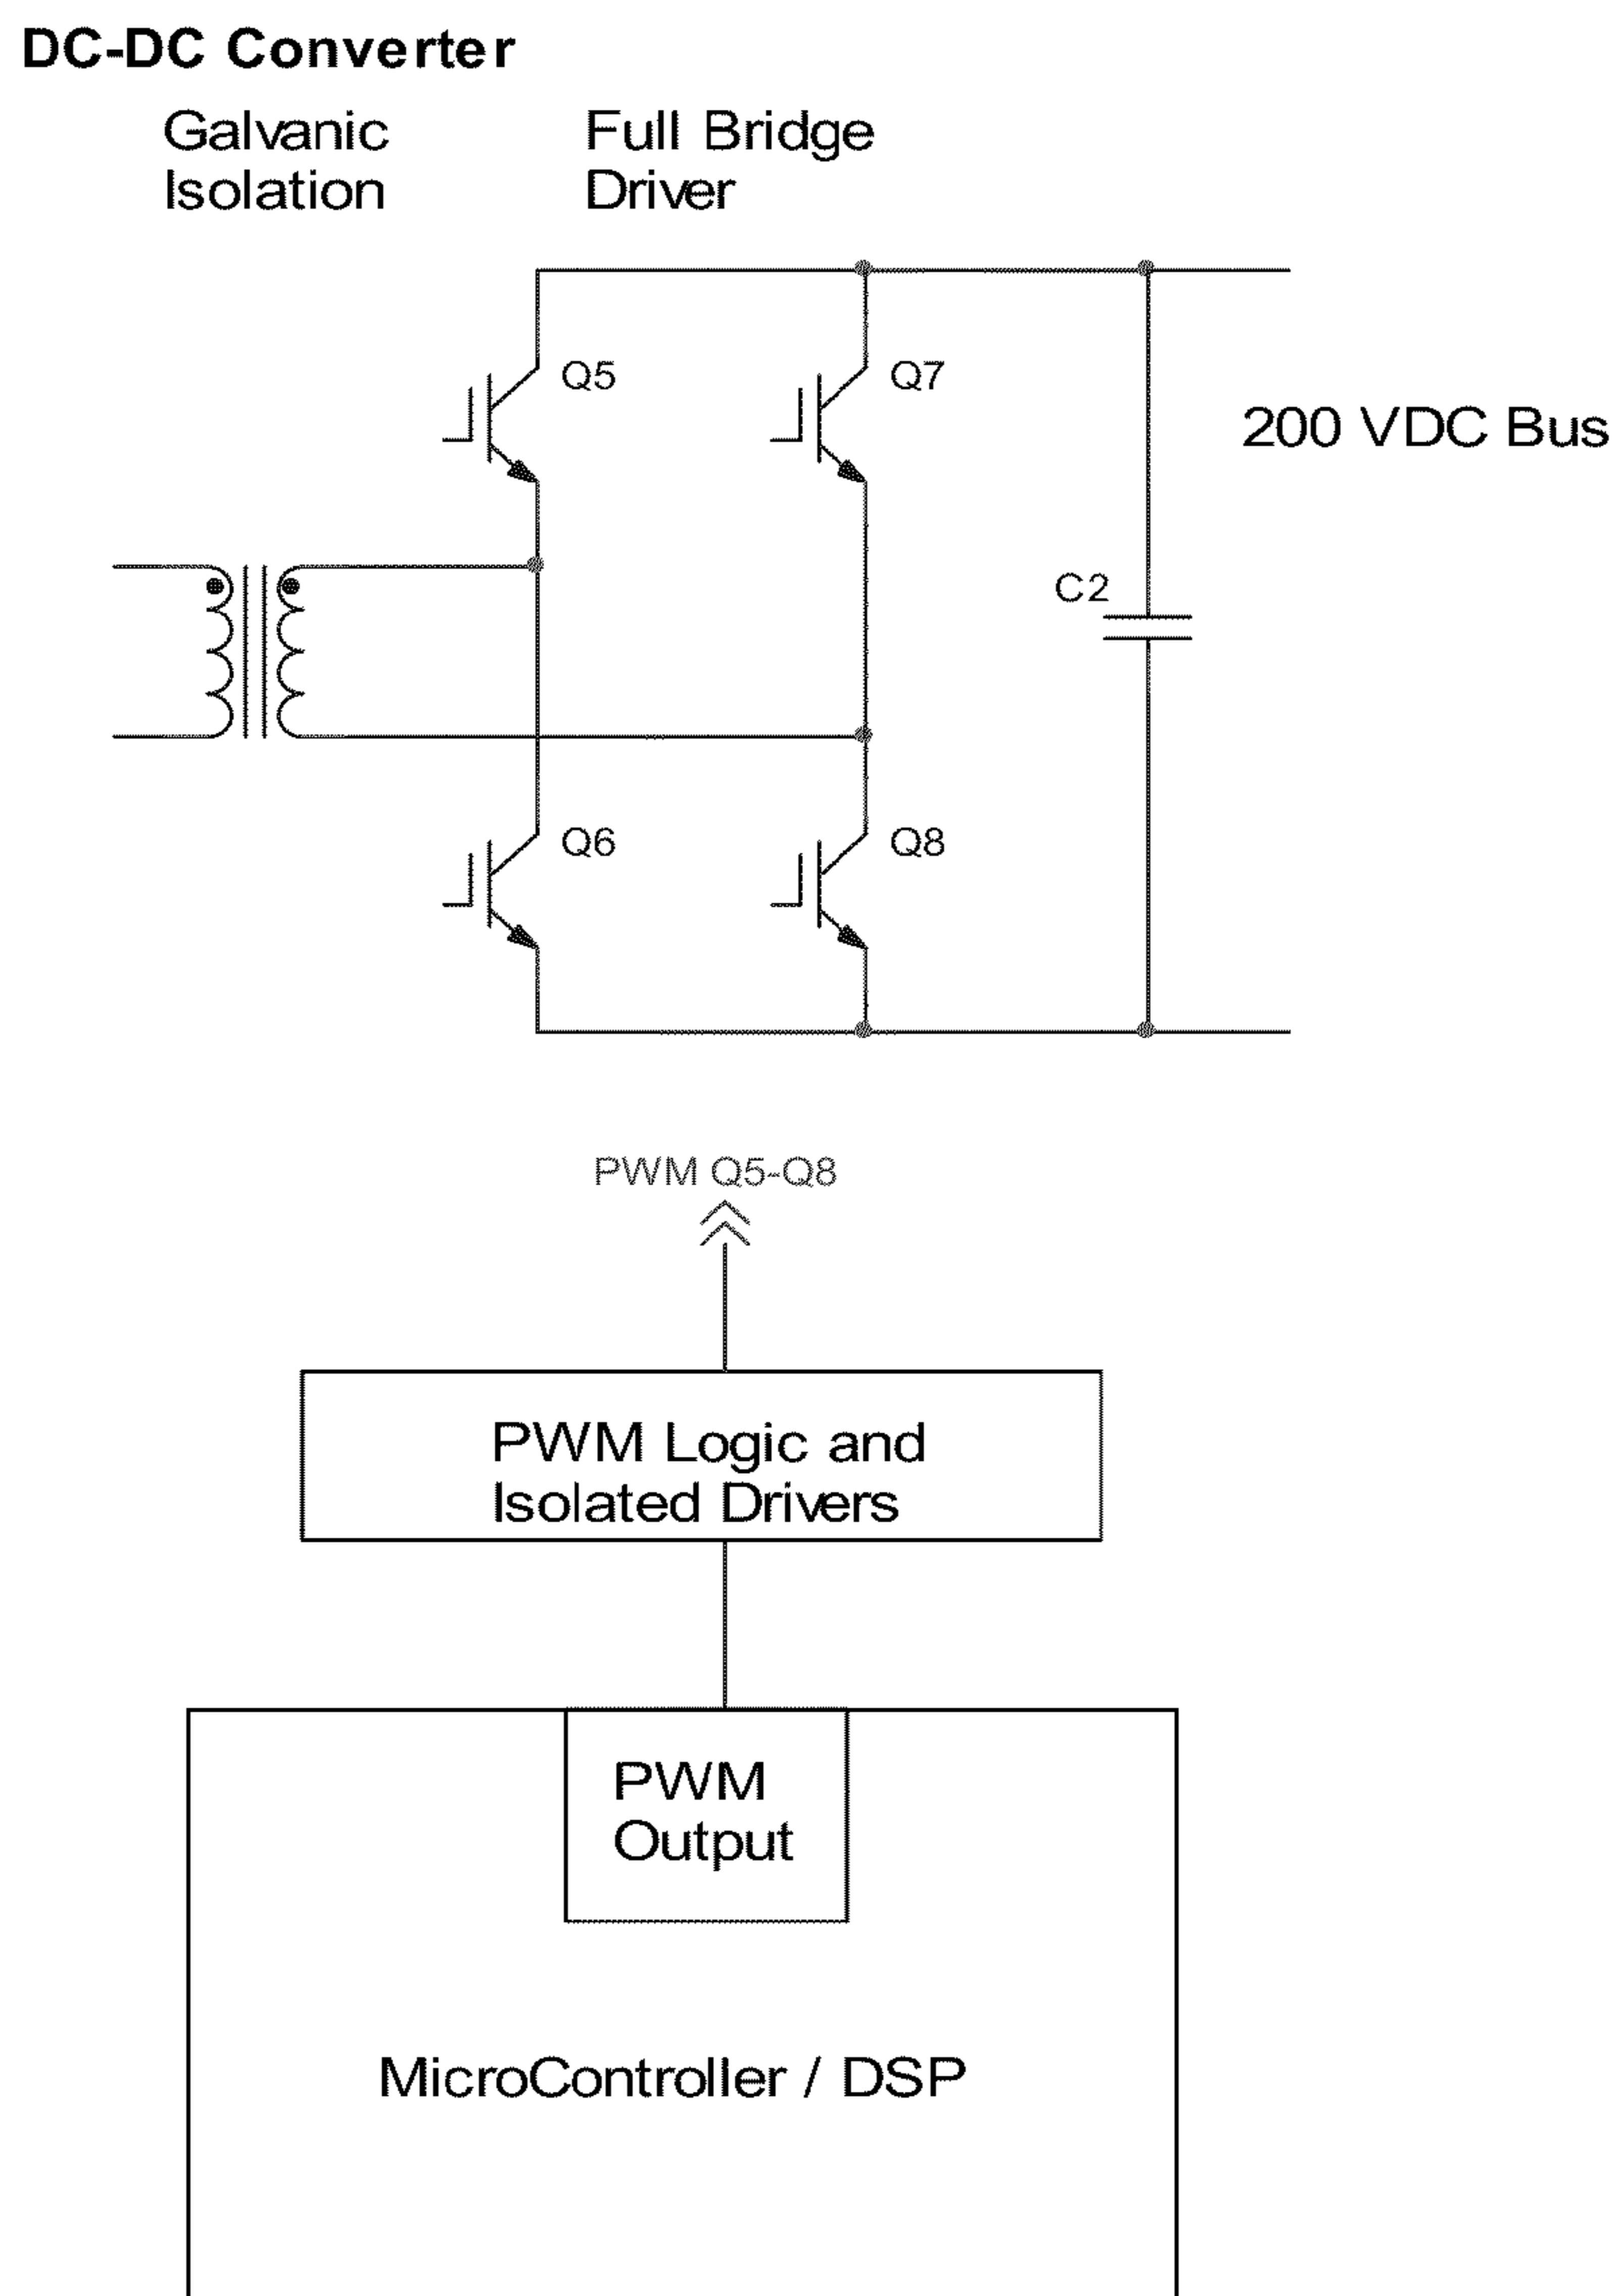 DC-DC Converter
Galvanic
Isolation
Full Bridge
Driver
Q5
Q7
200 VDC Bus
C2
Q6
Q8
PWM Q5-Q8
PWM Logic and
Isolated Drivers
PWM
Output
MicroController / DSP